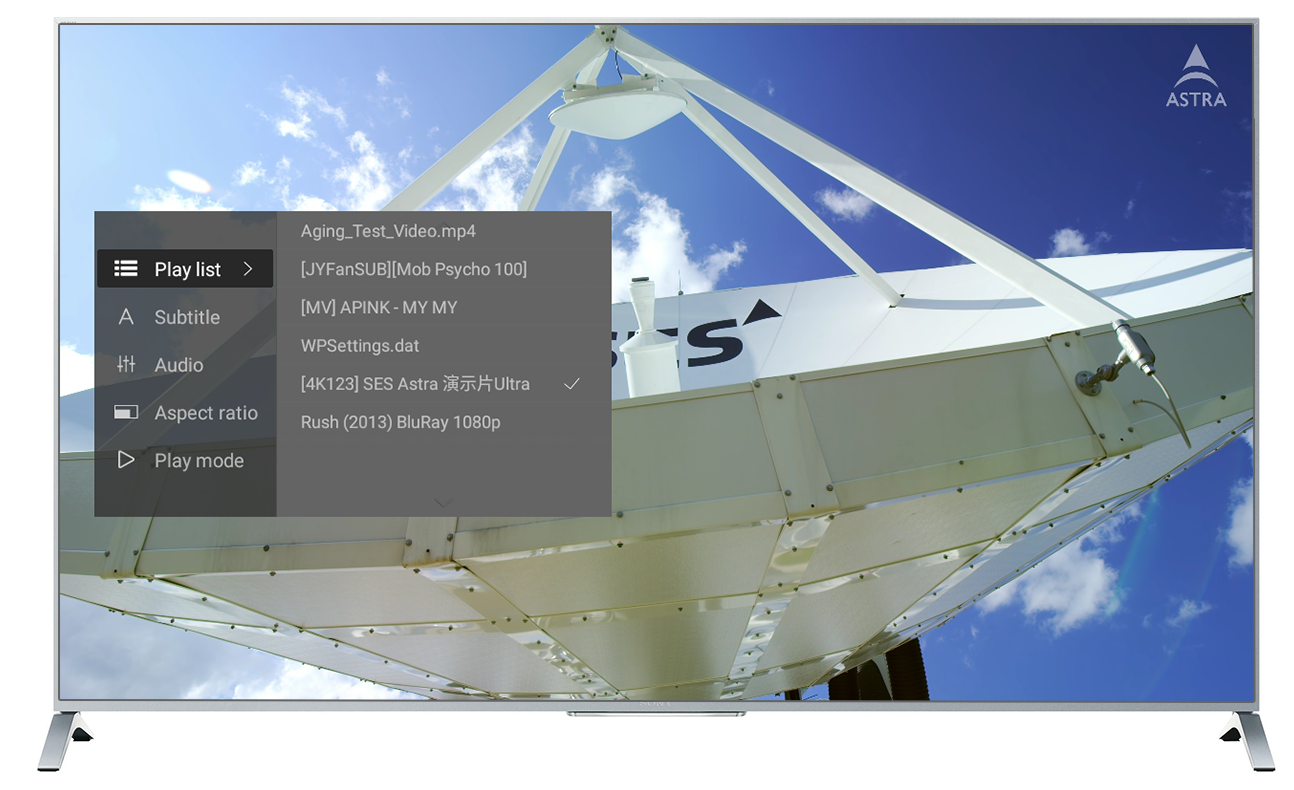 ASTRA
Play list
Subtitle
Audio
Aspect ratio
Play mode
Aging_Test_Video.mp4
[JYFanSUB][Mob Psycho 100]
[MV] APINK - MY MY
WPSettings.dat
[4K123] SES Astra 演示片Ultra
Rush (2013) BluRay 1080p
SES
SONY